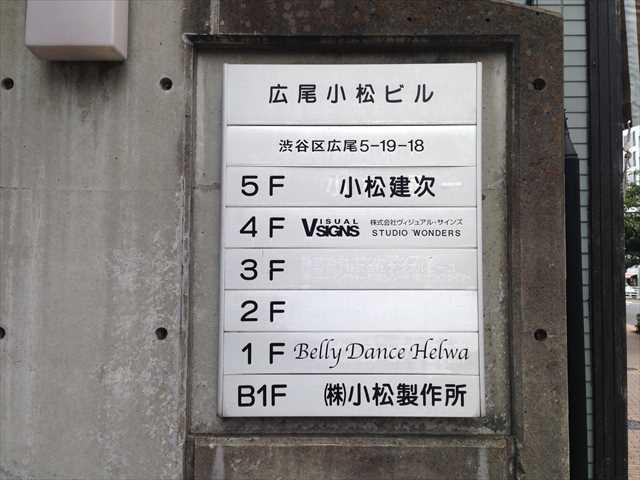 広尾小松ビル
渋谷区広尾5-19-18
5F 小松建次
4F VISUAL SIGNS 株式会社ヴィジュアル・サインズ
STUDIO WONDERS
3F
2F
1F Belly Dance Helwa
B1F ㈱小松製作所